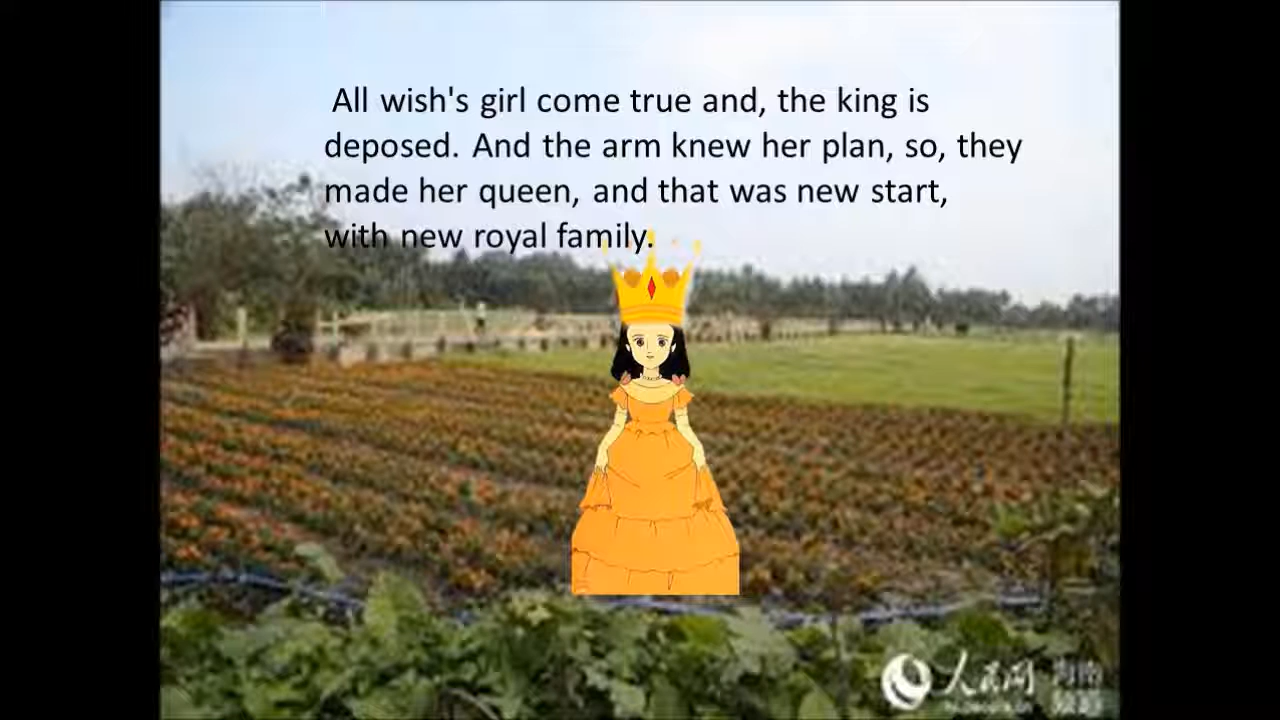 All wish's girl come true and, the king is
deposed. And the arm knew her plan, so, they
made her queen, and that was new start,
with new royal family.
人民网